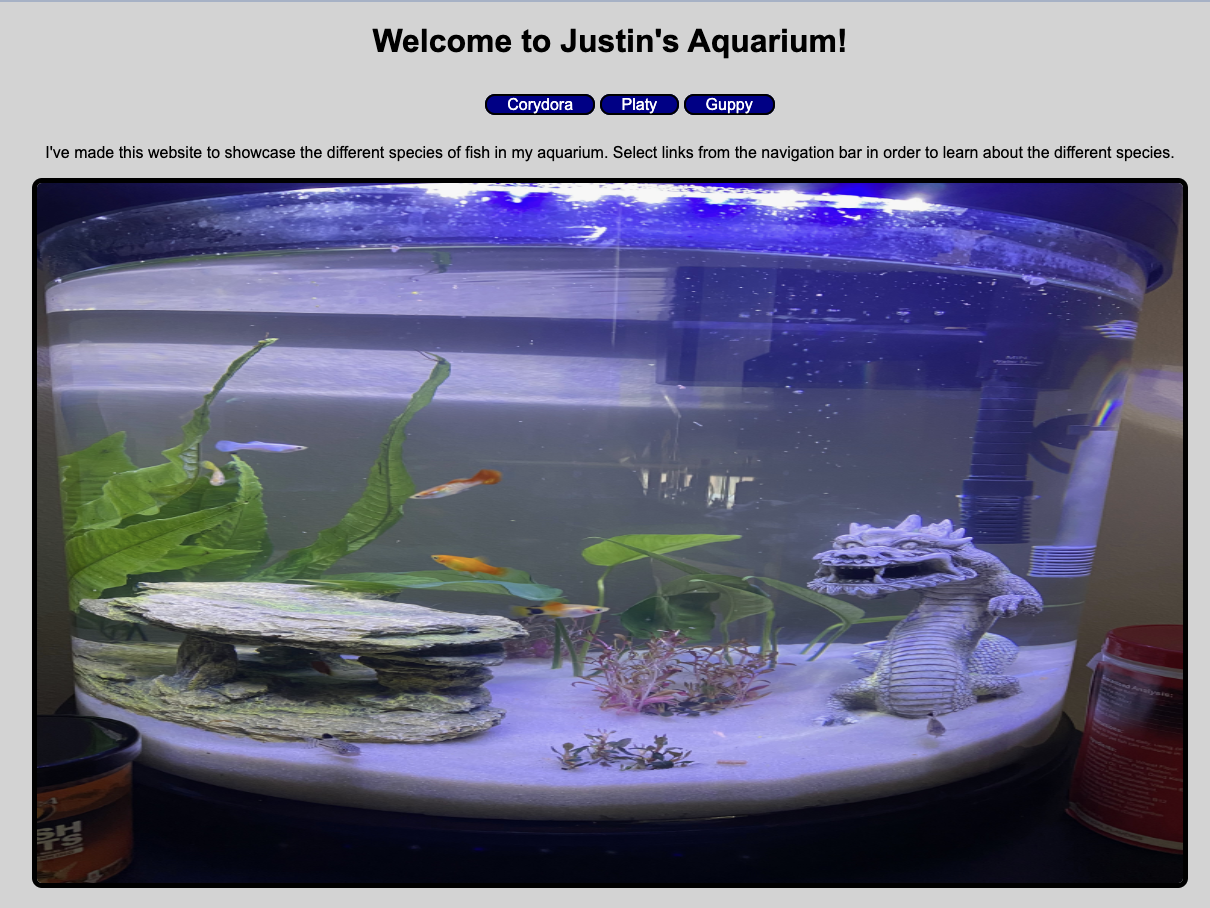 Welcome to Justin's Aquarium!
Corydora Platy Guppy
I've made this website to showcase the different species of fish in my aquarium. Select links from the navigation bar in order to learn about the different species.
Analysis:
SH
TS